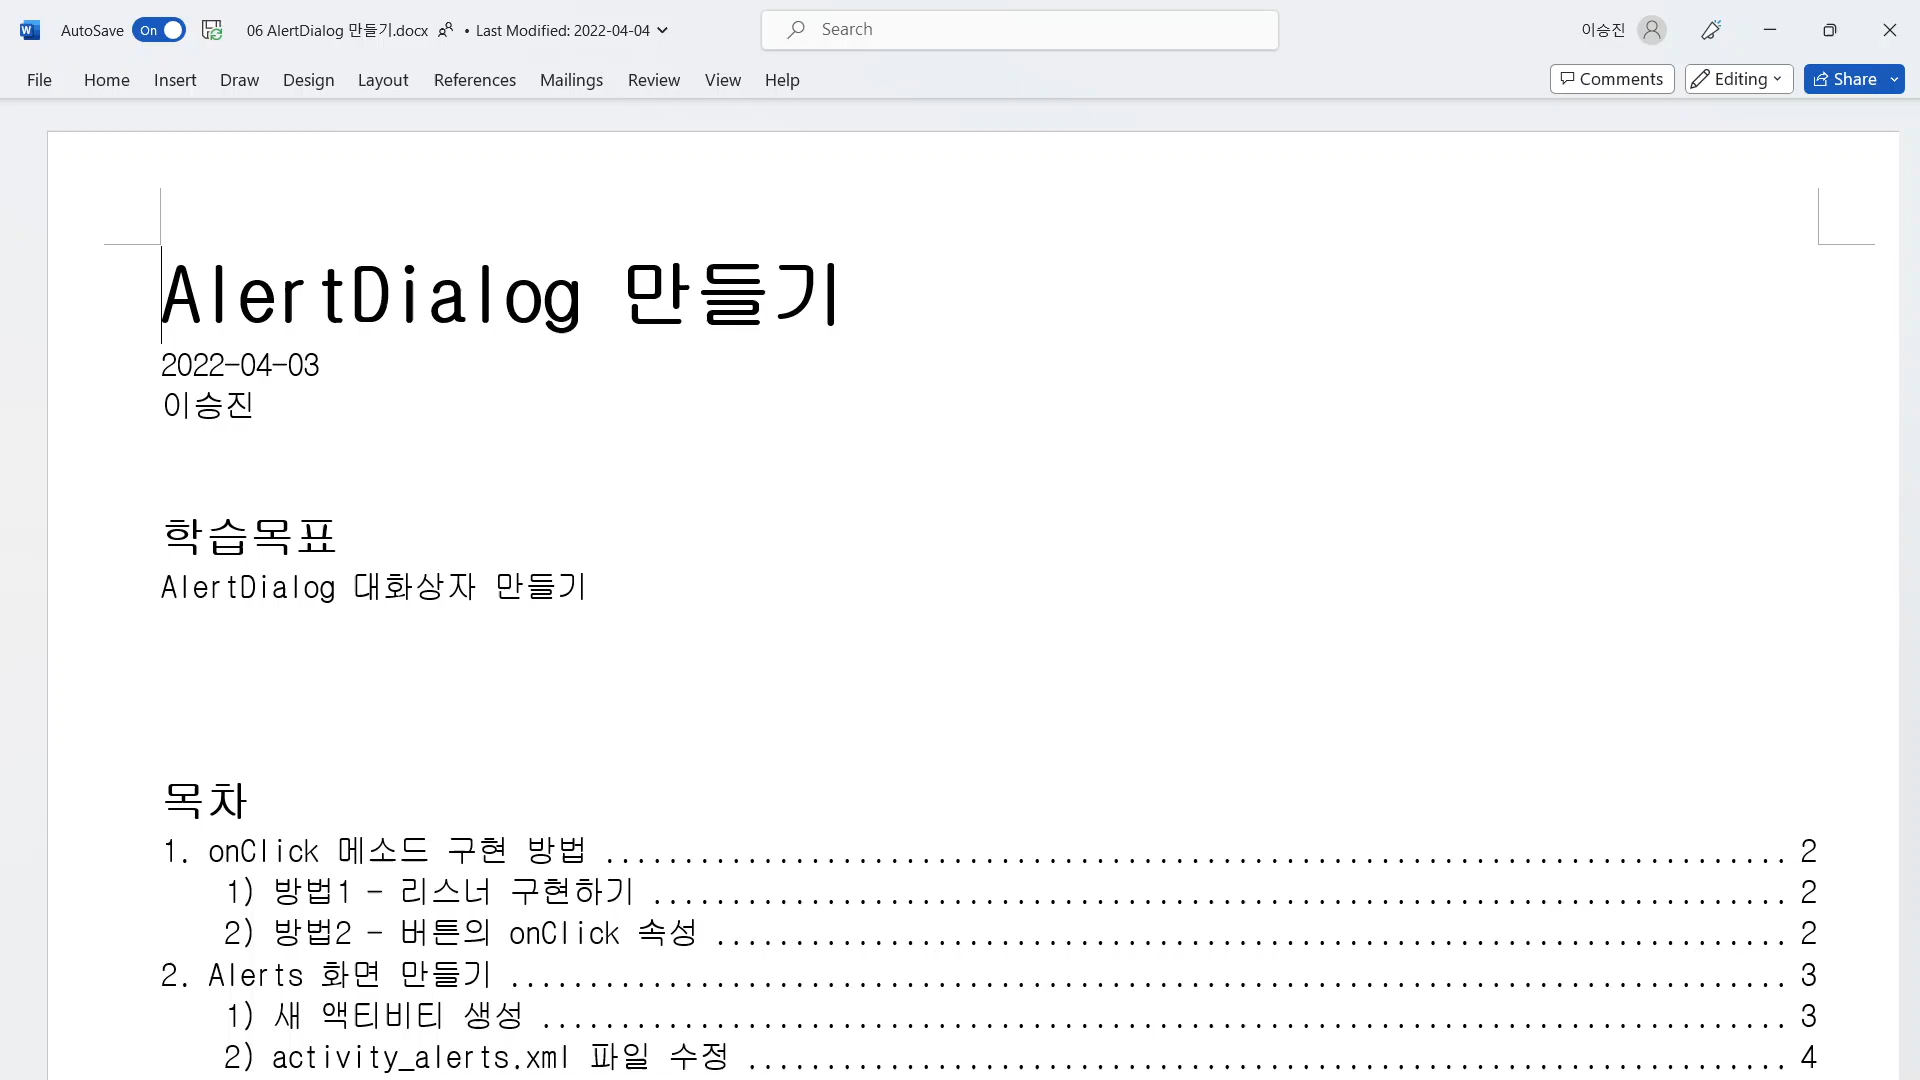 AutoSave On 06 AlertDialog 만들기.docx • Last Modified: 2022-04-04 Search 이승진
File Home Insert Draw Design Layout References Mailings Review View Help Comments Editing Share
AlertDialog 만들기
2022-04-03
이승진
학습목표
AlertDialog 대화상자 만들기
목차
1. onClick 메소드 구현 방법 ........................................................................... 2
1) 방법1 - 리스너 구현하기 ........................................................................ 2
2) 방법2 - 버튼의 onClick 속성 .................................................................... 2
2. Alerts 화면 만들기 ................................................................................. 3
1) 새 액티비티 생성 ............................................................................... 3
2) activity_alerts.xml 파일 수정 .................................................................. 4